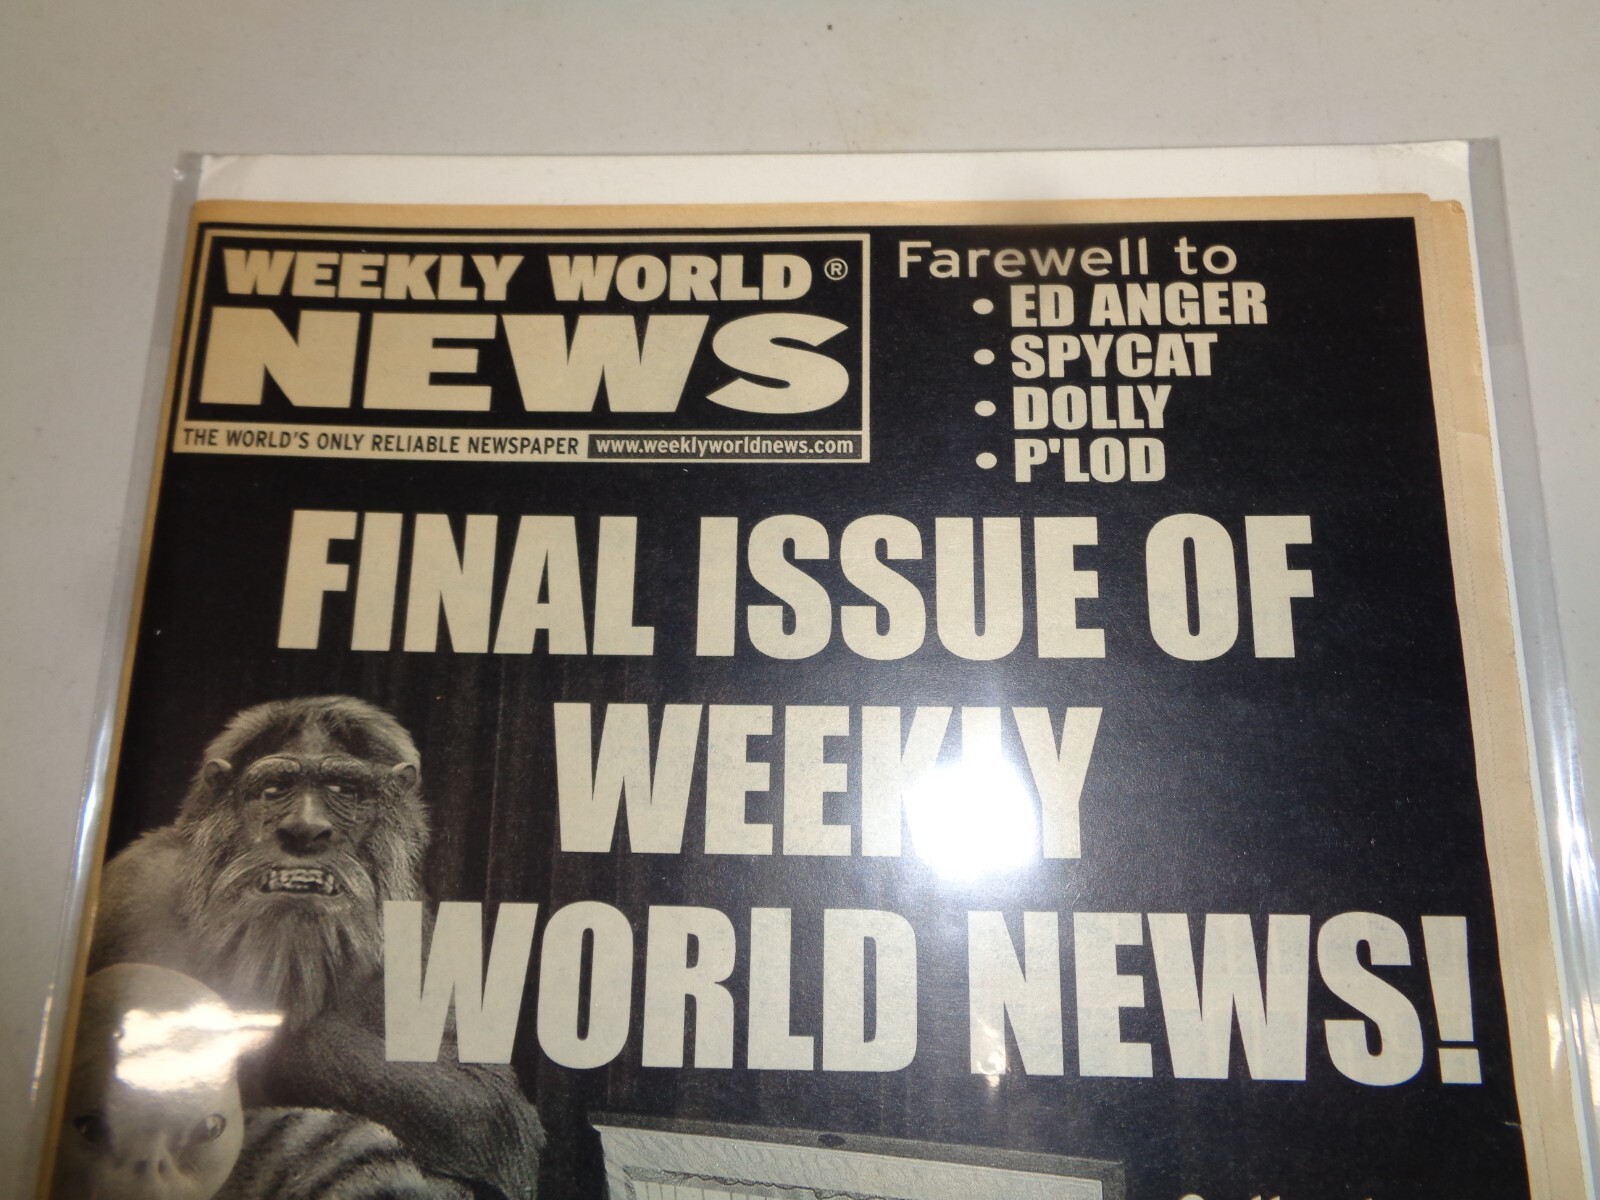 WEEKLY WORLD ®
NEWS
THE WORLD'S ONLY RELIABLE NEWSPAPER www.weeklyworldnews.com
Farewell to
• ED ANGER
• SPYCAT
• DOLLY
• P'LOD
FINAL ISSUE OF
WEEKLY
WORLD NEWS!